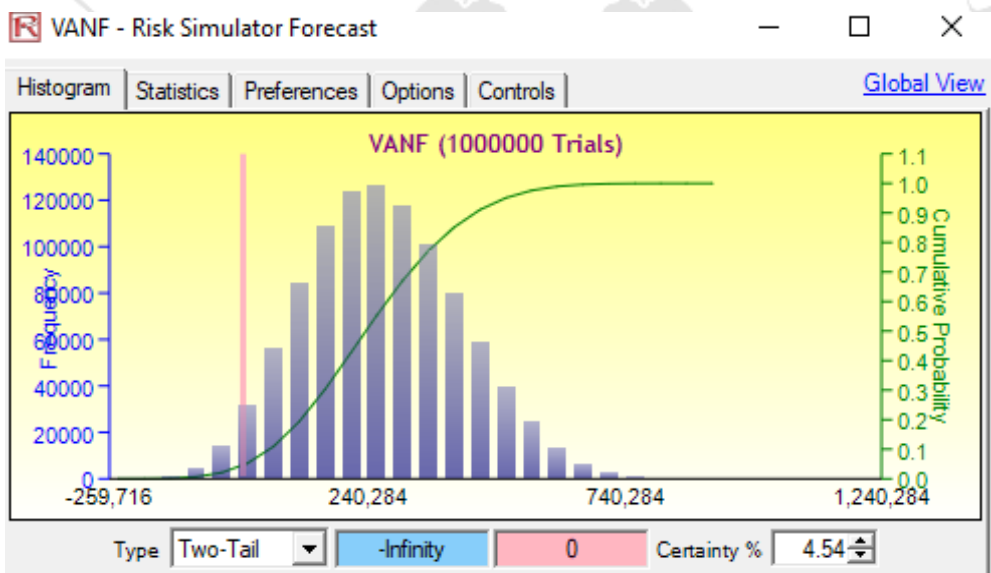 VANF - Risk Simulator Forecast
Histogram Statistics Preferences Options Controls Global View
VANF (1000000 Trials)
140000
120000
100000
80000
60000
40000
20000
0
Frequency
1.1
1.0
0.9
0.8
0.7
0.6
0.5
0.4
0.3
0.2
0.1
0.0
Cumulative Probability
-259,716 240,284 740,284 1,240,284
Type Two-Tail -Infinity 0 Certainty % 4.54